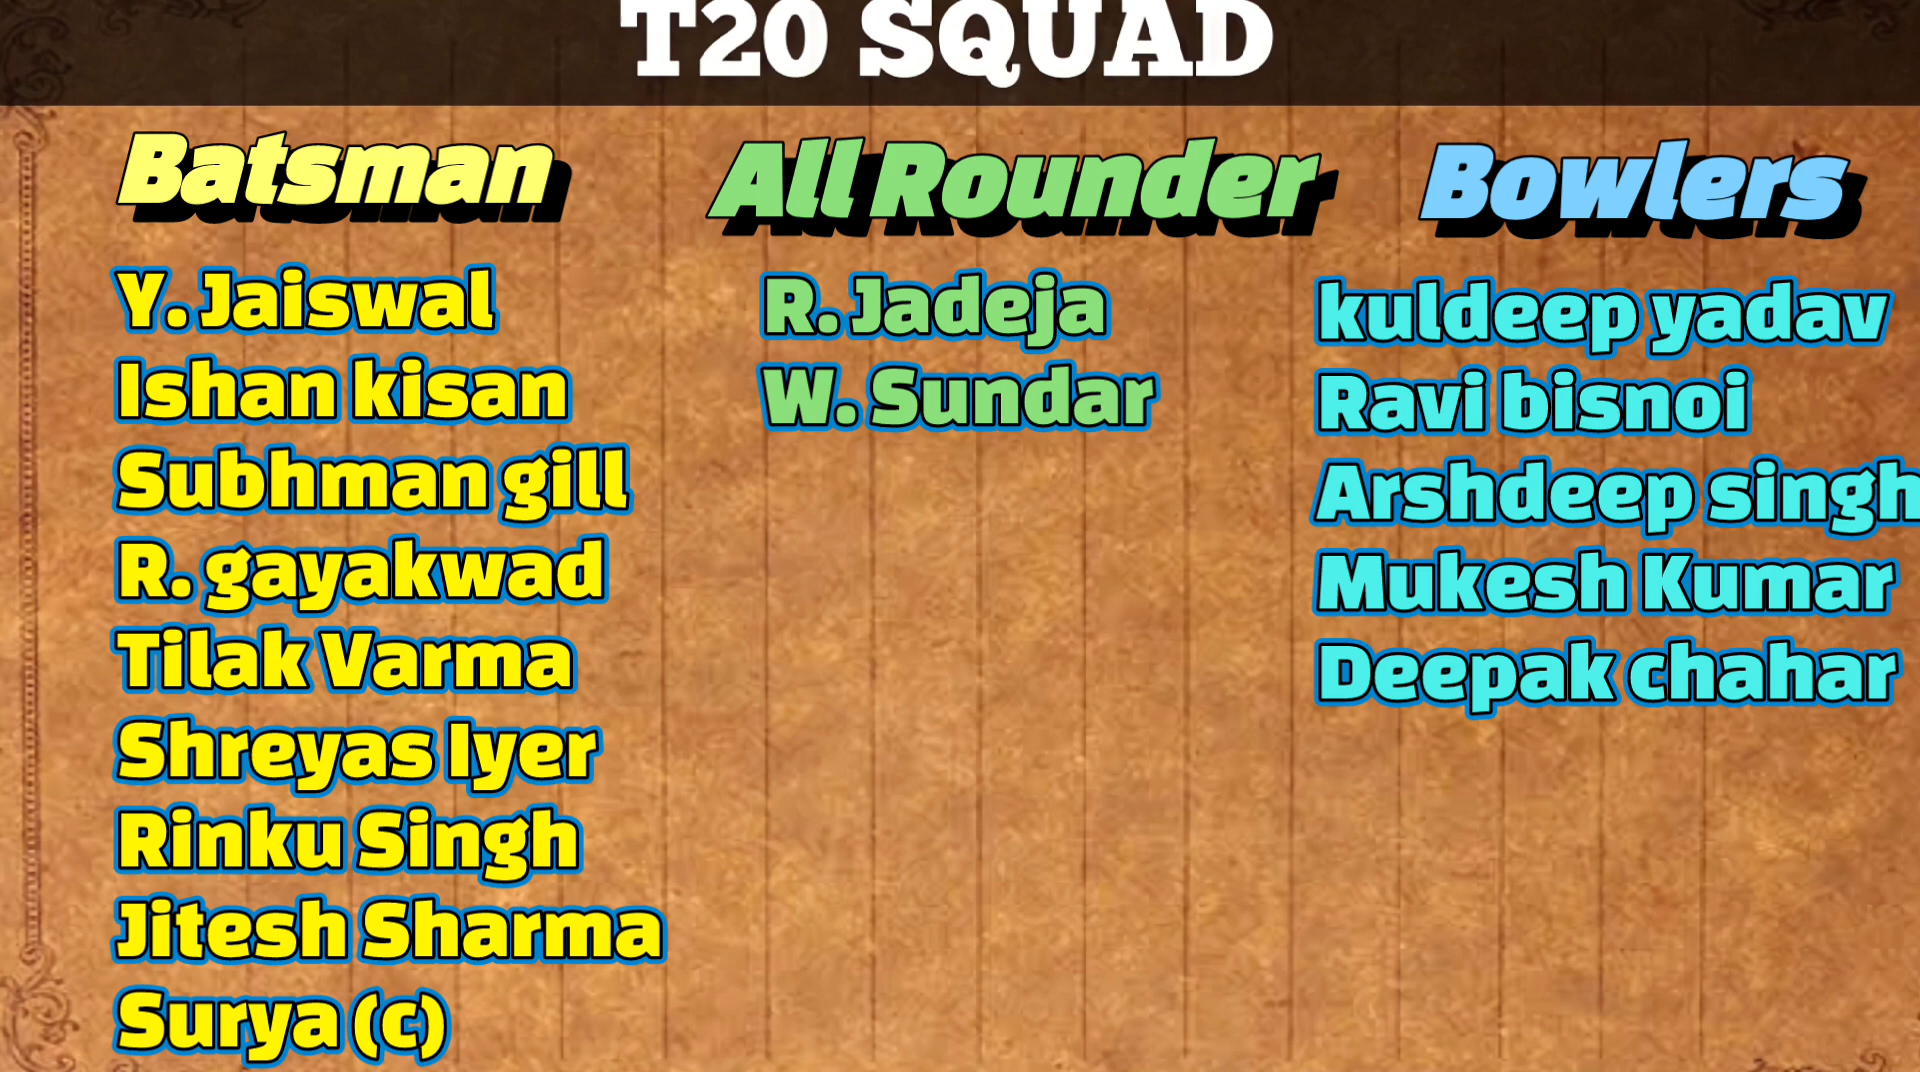 T20 SQUAD
Batsman
Y. Jaiswal
Ishan kisan
Subhman gill
R. gayakwad
Tilak Varma
Shreyas Iyer
Rinku Singh
Jitesh Sharma
Surya (c)
All Rounder
R. Jadeja
W. Sundar
Bowlers
kuldeep yadav
Ravi bisnoi
Arshdeep singh
Mukesh Kumar
Deepak chahar